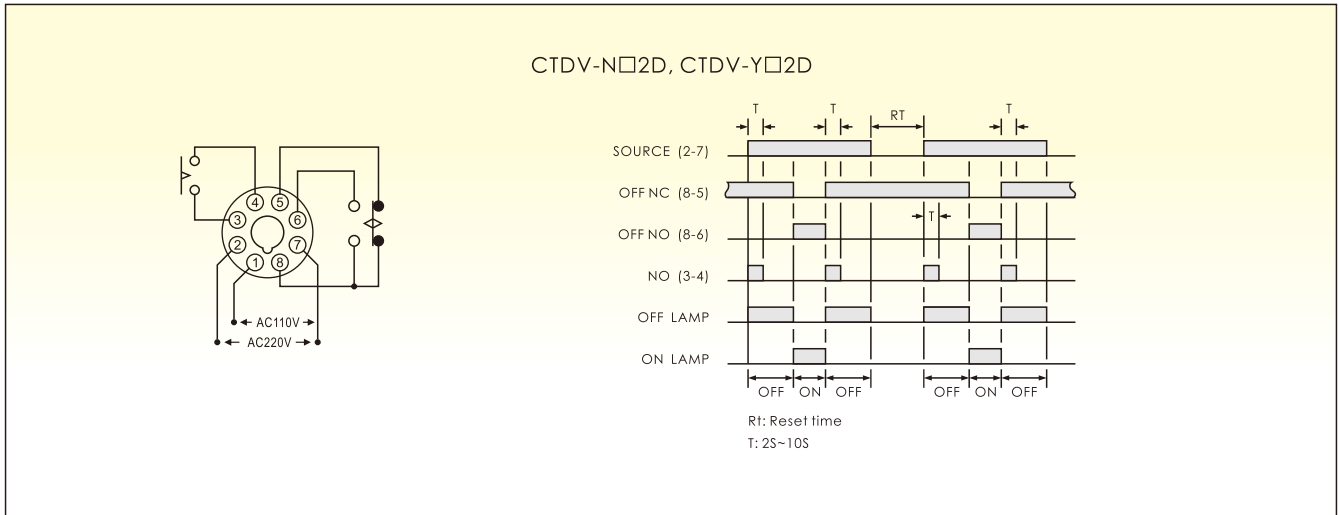 CTDV-N□2D, CTDV-Y□2D
T T RT T
SOURCE (2-7)
OFF NC (8-5)
T
OFF NO (8-6)
NO (3-4)
OFF LAMP
ON LAMP
OFF ON OFF OFF ON OFF
Rt: Reset time
T: 2S~10S
4 5
3 6
2 7
1 8
AC110V
AC220V